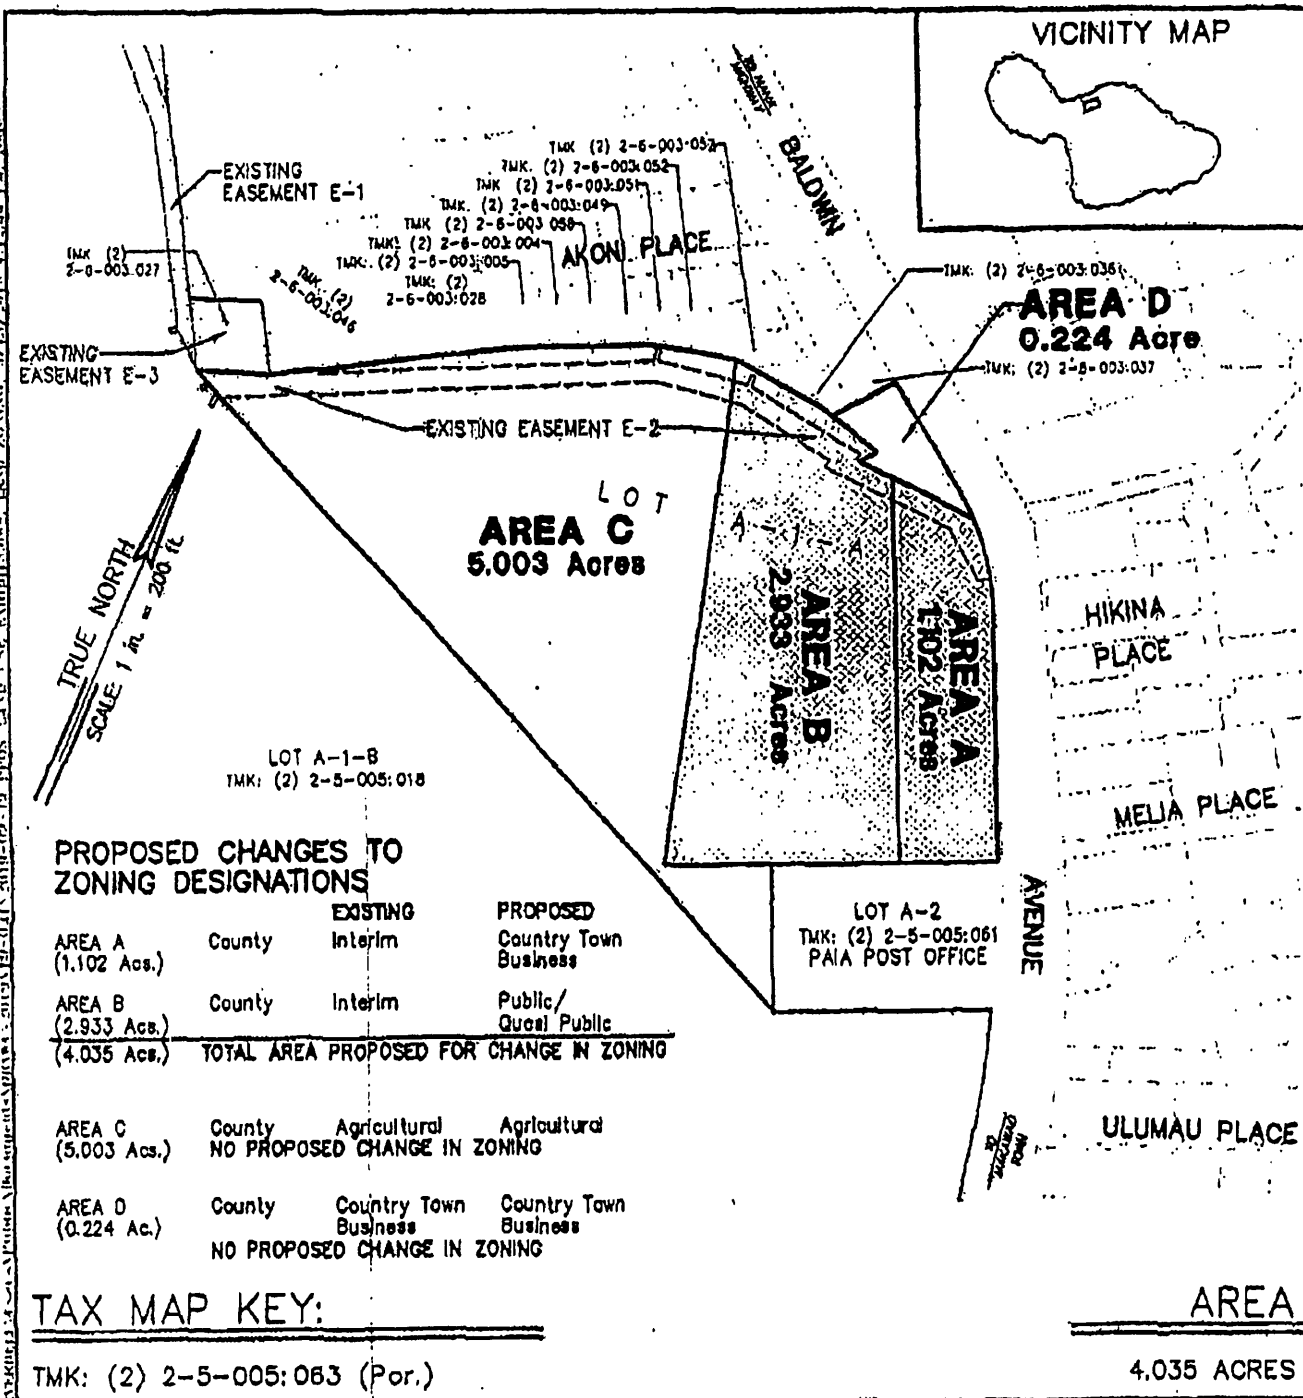 VICINITY MAP
BALDWIN
EXISTING
EASEMENT E-1
TMK (2) 2-6-003:052
TMK. (2) 2-6-003:051
TMK. (2) 2-6-003:049
TMK (2) 2-6-003 058
TMK: (2) 2-6-003:004
TMK: (2) 2-6-003:005
TMK: (2)
2-6-003:028
AKONI PLACE
TMK (2)
2-6-003:027
TMK: (2)
2-6-003:046
TMK: (2) 2-6-003:036
AREA D
0.224 Acre
TMK: (2) 2-6-003:037
EXISTING
EASEMENT E-3
EXISTING EASEMENT E-2
LOT
AREA C
5.003 Acres
AREA B
2.933 Acres
AREA A
1.102 Acres
TRUE NORTH
SCALE: 1 in. = 200 ft.
HIKINA
PLACE
MELIA PLACE
AVENUE
ULUMAU PLACE
LOT A-1-B
TMK: (2) 2-5-005:018
LOT A-2
TMK: (2) 2-5-005:061
PAIA POST OFFICE
PROPOSED CHANGES TO
ZONING DESIGNATIONS
EXISTING PROPOSED
AREA A County Interim Country Town
(1.102 Acs.) Business
AREA B County Interim Public/
(2.933 Acs.) Quasi Public
(4.035 Acs.) TOTAL AREA PROPOSED FOR CHANGE IN ZONING
AREA C County Agricultural Agricultural
(5.003 Acs.) NO PROPOSED CHANGE IN ZONING
AREA D County Country Town Country Town
(0.224 Ac.) Business Business
NO PROPOSED CHANGE IN ZONING
TAX MAP KEY:
TMK: (2) 2-5-005:063 (Por.)
AREA
4.035 ACRES